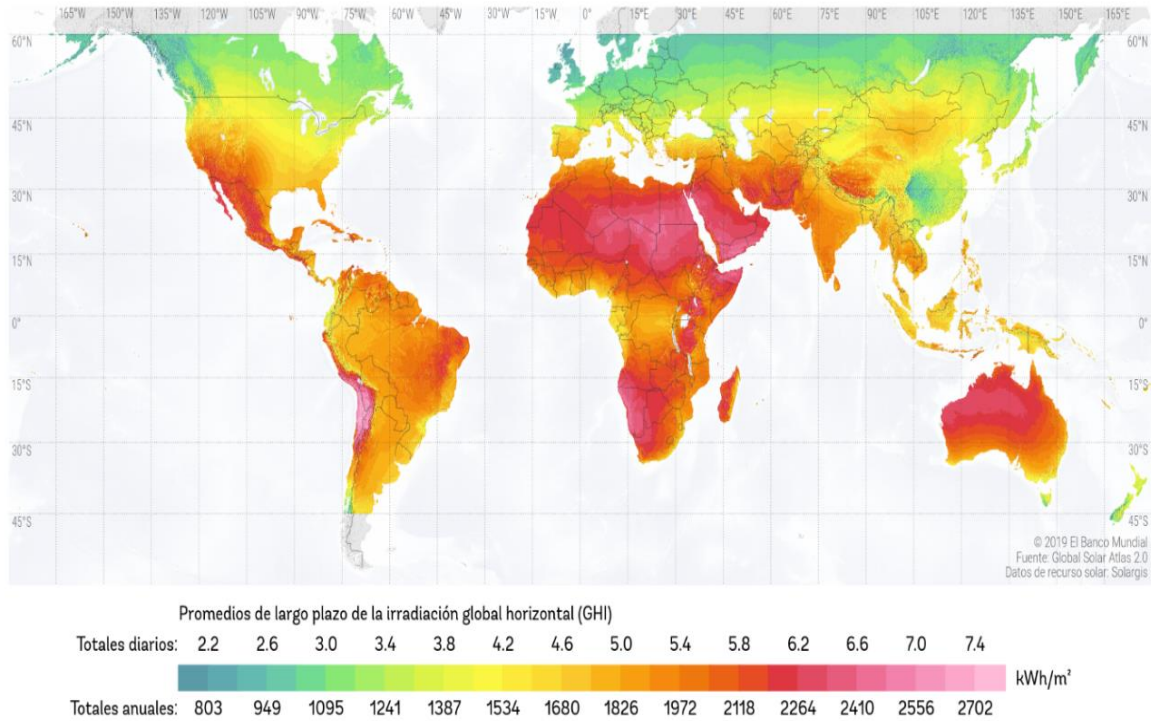 165°W 135°W 105°W 90°W 75°W 60°W 45°W 30°W 15°W 0° 15°E 30°E 45°E 60°E 75°E 90°E 105°E 120°E 135°E 150°E 165°E
60°N 60°N
45°N 45°N
30°N 30°N
15°N 15°N
0° 0°
15°S 15°S
30°S 30°S
45°S 45°S
© 2019 El Banco Mundial
Fuente: Global Solar Atlas 2.0
Datos de recurso solar: Solargis
Promedios de largo plazo de la irradiación global horizontal (GHI)
Totales diarios: 2.2 2.6 3.0 3.4 3.8 4.2 4.6 5.0 5.4 5.8 6.2 6.6 7.0 7.4
kWh/m²
Totales anuales: 803 949 1095 1241 1387 1534 1680 1826 1972 2118 2264 2410 2556 2702